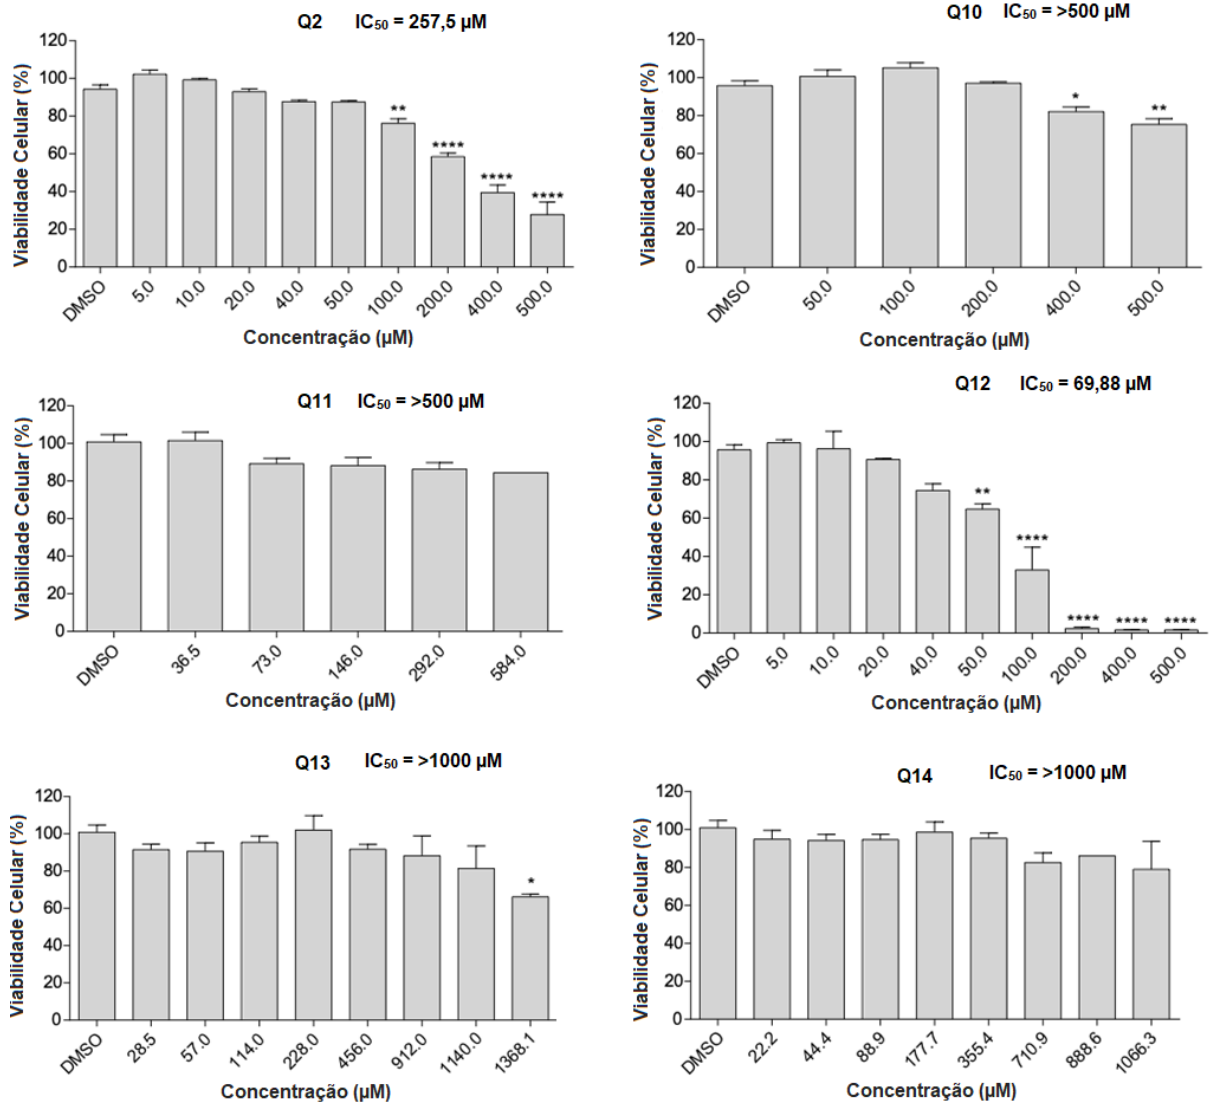 Q2 IC₅₀ = 257,5 µM
120
100
80
60
40
20
0
Viabilidade Celular (%)
** **** **** ****
DMSO 5.0 10.0 20.0 40.0 50.0 100.0 200.0 400.0 500.0
Concentração (µM)
Q10 IC₅₀ = >500 µM
120
100
80
60
40
20
0
Viabilidade Celular (%)
* **
DMSO 50.0 100.0 200.0 400.0 500.0
Concentração (µM)
Q11 IC₅₀ = >500 µM
120
100
80
60
40
20
0
Viabilidade Celular (%)
DMSO 36.5 73.0 146.0 292.0 584.0
Concentração (µM)
Q12 IC₅₀ = 69,88 µM
120
100
80
60
40
20
0
Viabilidade Celular (%)
** **** **** **** ****
DMSO 5.0 10.0 20.0 40.0 50.0 100.0 200.0 400.0 500.0
Concentração (µM)
Q13 IC₅₀ = >1000 µM
120
100
80
60
40
20
0
Viabilidade Celular (%)
*
DMSO 28.5 57.0 114.0 228.0 456.0 912.0 1140.0 1368.1
Concentração (µM)
Q14 IC₅₀ = >1000 µM
120
100
80
60
40
20
0
Viabilidade Celular (%)
DMSO 22.2 44.4 88.9 177.7 355.4 710.9 888.6 1066.3
Concentração (µM)